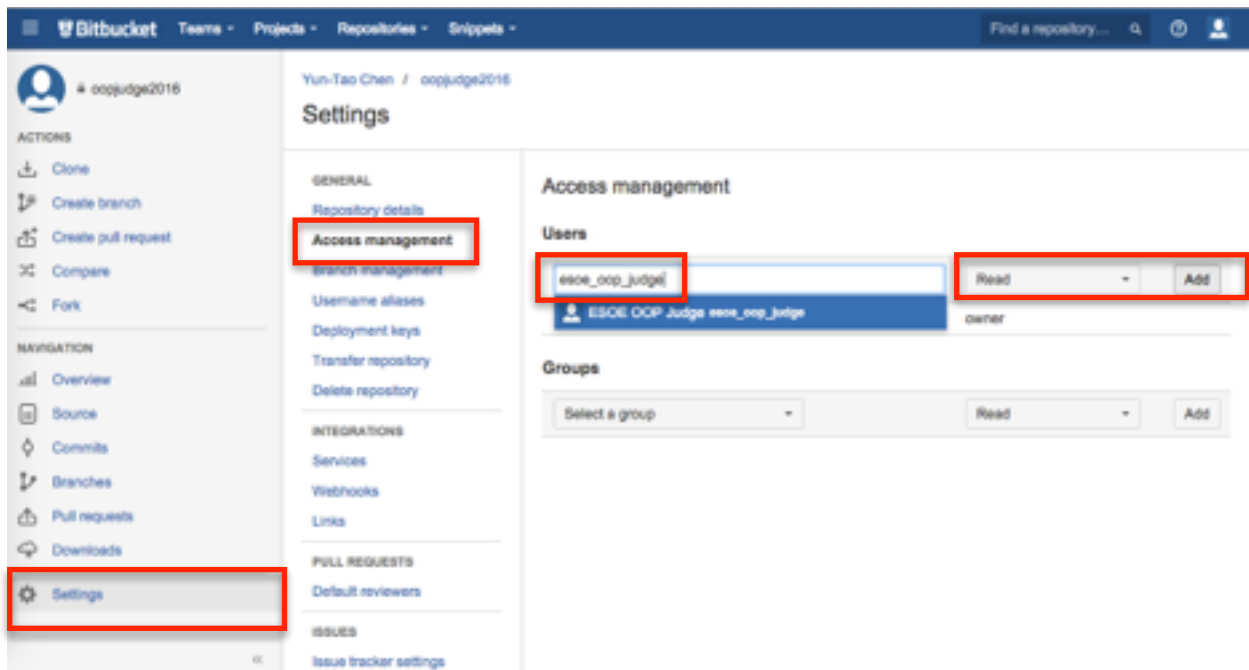 Bitbucket Teams Projects Repositories Snippets Find a repository...
oopjudge2016
ACTIONS
Clone
Create branch
Create pull request
Compare
Fork
NAVIGATION
Overview
Source
Commits
Branches
Pull requests
Downloads
Settings
Yun-Tao Chen / oopjudge2016
Settings
GENERAL
Repository details
Access management
Branch management
Username aliases
Deployment keys
Transfer repository
Delete repository
INTEGRATIONS
Services
Webhooks
Links
PULL REQUESTS
Default reviewers
ISSUES
Issue tracker settings
Access management
Users
esoe_oop_judge Read Add
ESOE OOP Judge esoe_oop_judge
owner
Groups
Select a group Read Add